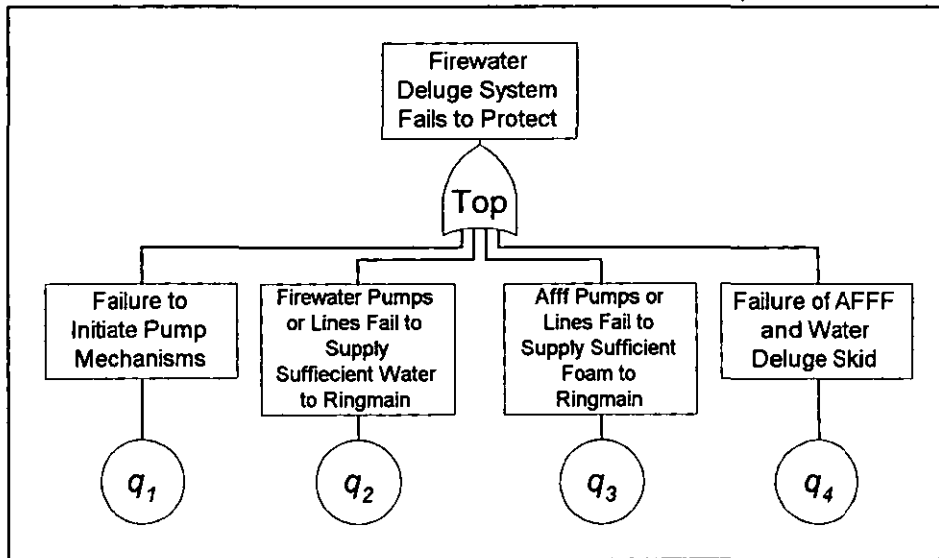 Firewater
Deluge System
Fails to Protect
Top
Failure to
Initiate Pump
Mechanisms
Firewater Pumps
or Lines Fail to
Supply
Suffiecient Water
to Ringmain
Afff Pumps or
Lines Fail to
Supply Sufficient
Foam to
Ringmain
Failure of AFFF
and Water
Deluge Skid
q1
q2
q3
q4